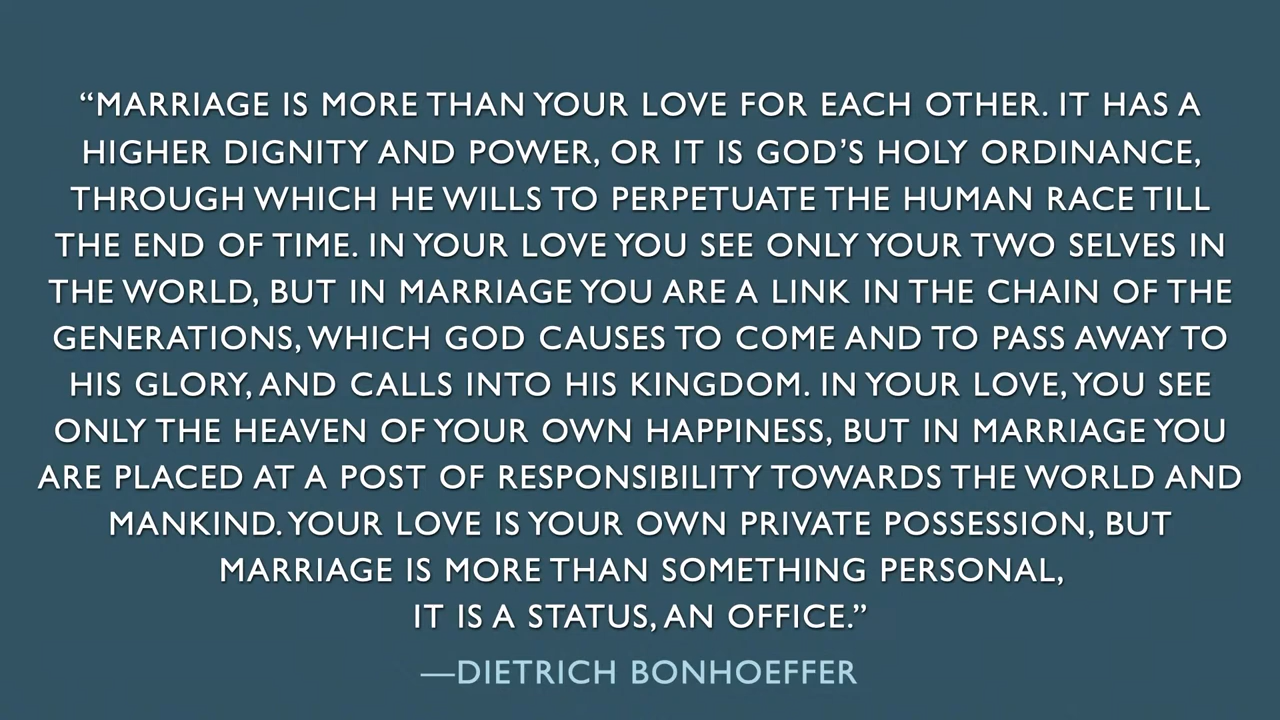 “MARRIAGE IS MORE THAN YOUR LOVE FOR EACH OTHER. IT HAS A
HIGHER DIGNITY AND POWER, OR IT IS GOD’S HOLY ORDINANCE,
THROUGH WHICH HE WILLS TO PERPETUATE THE HUMAN RACE TILL
THE END OF TIME. IN YOUR LOVE YOU SEE ONLY YOUR TWO SELVES IN
THE WORLD, BUT IN MARRIAGE YOU ARE A LINK IN THE CHAIN OF THE
GENERATIONS, WHICH GOD CAUSES TO COME AND TO PASS AWAY TO
HIS GLORY, AND CALLS INTO HIS KINGDOM. IN YOUR LOVE, YOU SEE
ONLY THE HEAVEN OF YOUR OWN HAPPINESS, BUT IN MARRIAGE YOU
ARE PLACED AT A POST OF RESPONSIBILITY TOWARDS THE WORLD AND
MANKIND. YOUR LOVE IS YOUR OWN PRIVATE POSSESSION, BUT
MARRIAGE IS MORE THAN SOMETHING PERSONAL,
IT IS A STATUS, AN OFFICE.”
—DIETRICH BONHOEFFER